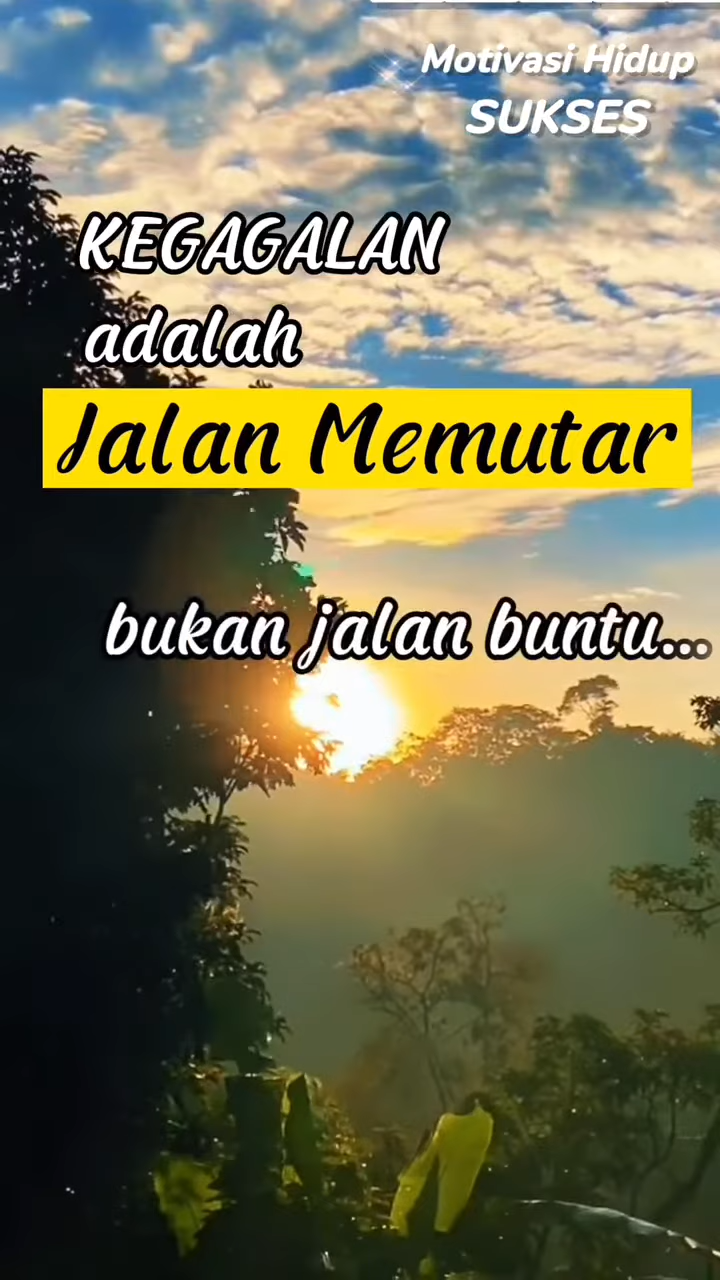 Motivasi Hidup
SUKSES
KEGAGALAN
adalah
Jalan Memutar
bukan jalan buntu...